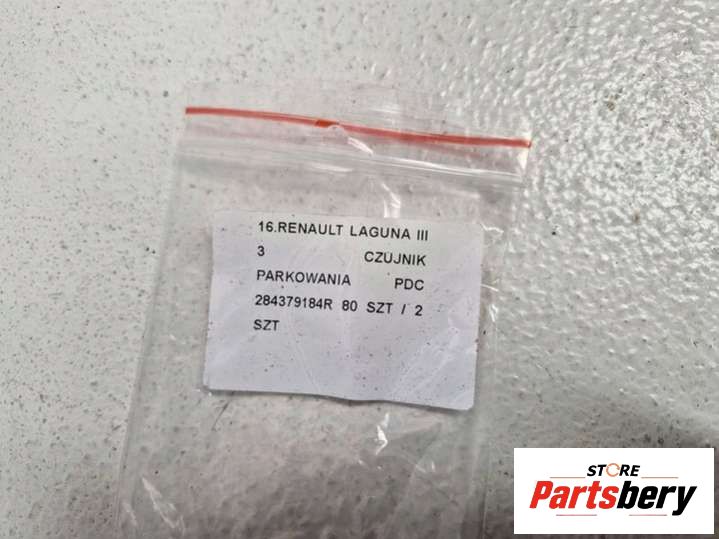 16.RENAULT LAGUNA III
3 CZUJNIK
PARKOWANIA PDC
284379184R 80 SZT / 2
SZT
STORE
Partsbery